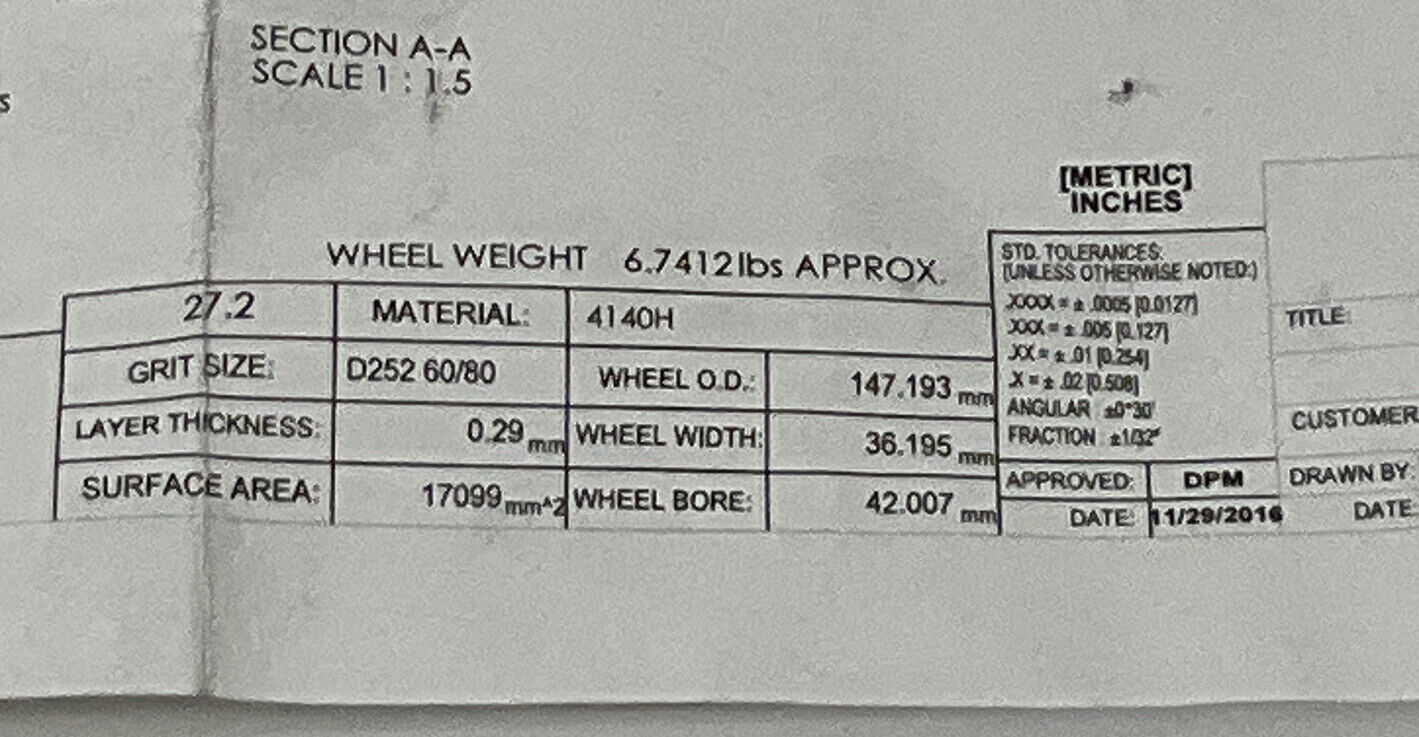 SECTION A-A
SCALE 1 : 1.5
s
[METRIC]
INCHES
WHEEL WEIGHT 6.7412lbs APPROX.
STD. TOLERANCES:
(UNLESS OTHERWISE NOTED:)
.XXXX = ± .0005 [0.0127]
.XXX = ± .005 [0.127]
.XX = ± .01 [0.254]
.X = ± .02 [0.508]
ANGULAR ±0°30'
FRACTION ±1/32"
27.2 MATERIAL: 4140H
GRIT SIZE: D252 60/80 WHEEL O.D.: 147.193 mm
LAYER THICKNESS: 0.29 mm WHEEL WIDTH: 36.195 mm
SURFACE AREA: 17099 mm^2 WHEEL BORE: 42.007 mm
APPROVED: DPM
DATE: 11/29/2016
TITLE:
CUSTOMER
DRAWN BY:
DATE